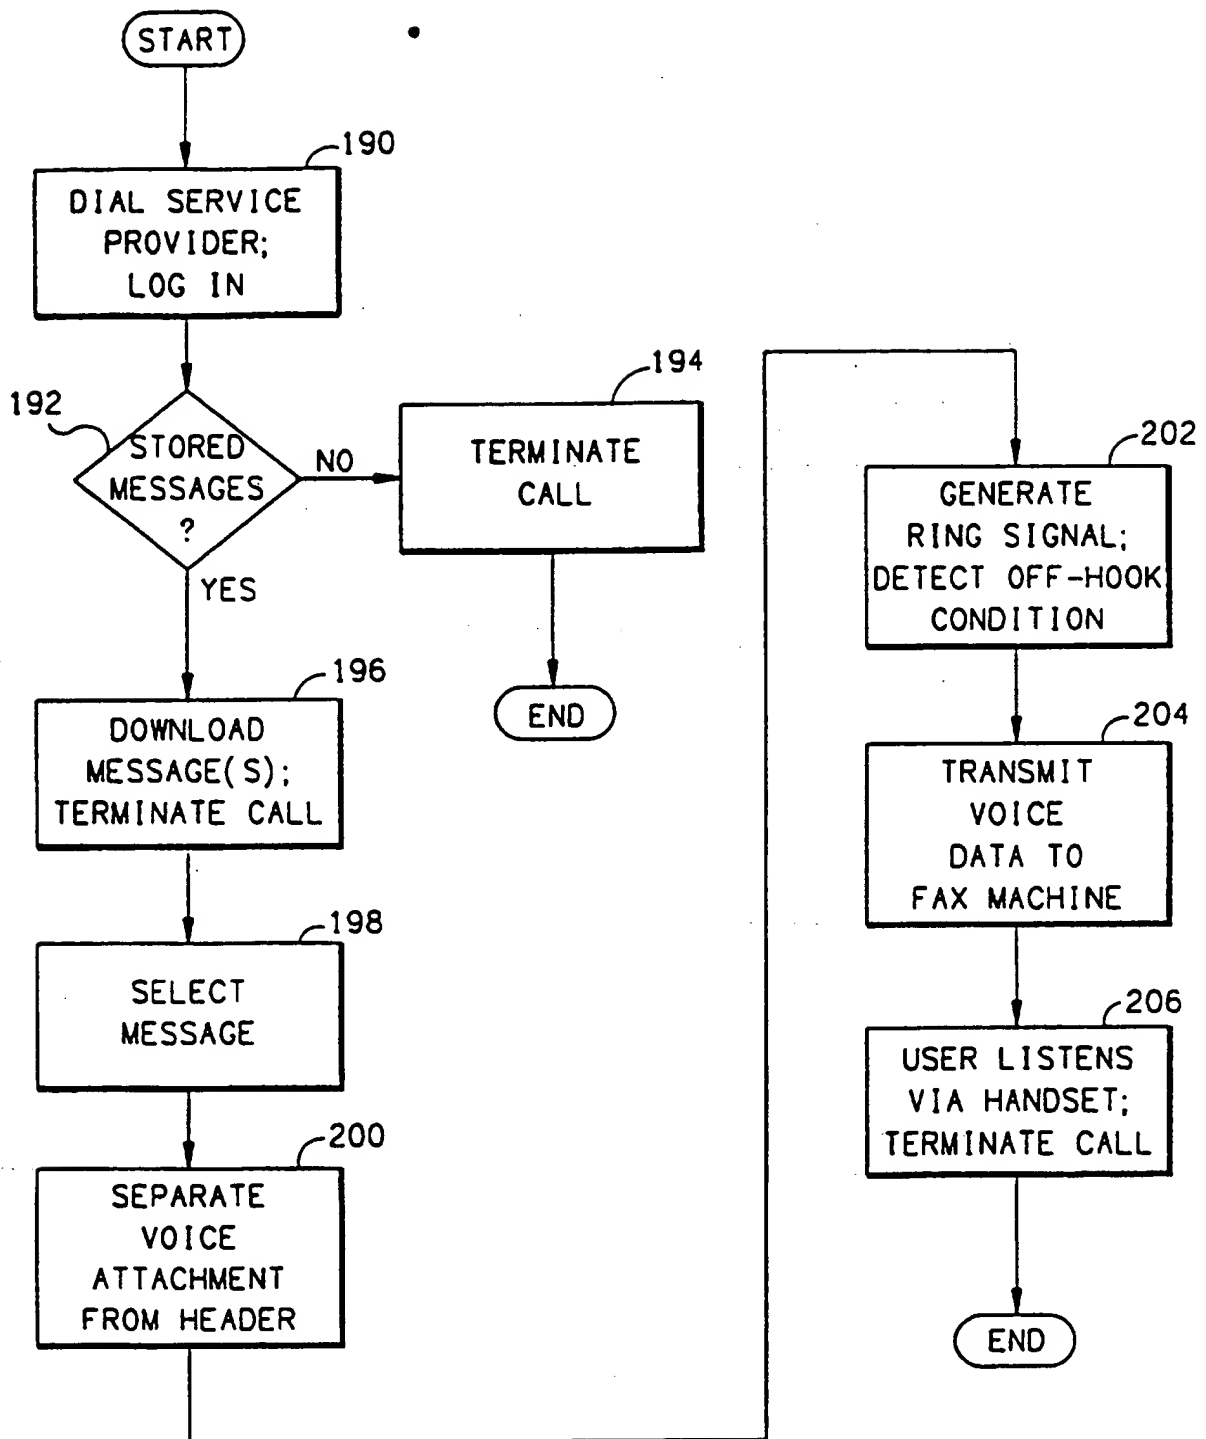 START
190
DIAL SERVICE
PROVIDER;
LOG IN
192
STORED
MESSAGES
?
NO
YES
194
TERMINATE
CALL
END
196
DOWNLOAD
MESSAGE(S);
TERMINATE CALL
198
SELECT
MESSAGE
200
SEPARATE
VOICE
ATTACHMENT
FROM HEADER
202
GENERATE
RING SIGNAL;
DETECT OFF-HOOK
CONDITION
204
TRANSMIT
VOICE
DATA TO
FAX MACHINE
206
USER LISTENS
VIA HANDSET;
TERMINATE CALL
END